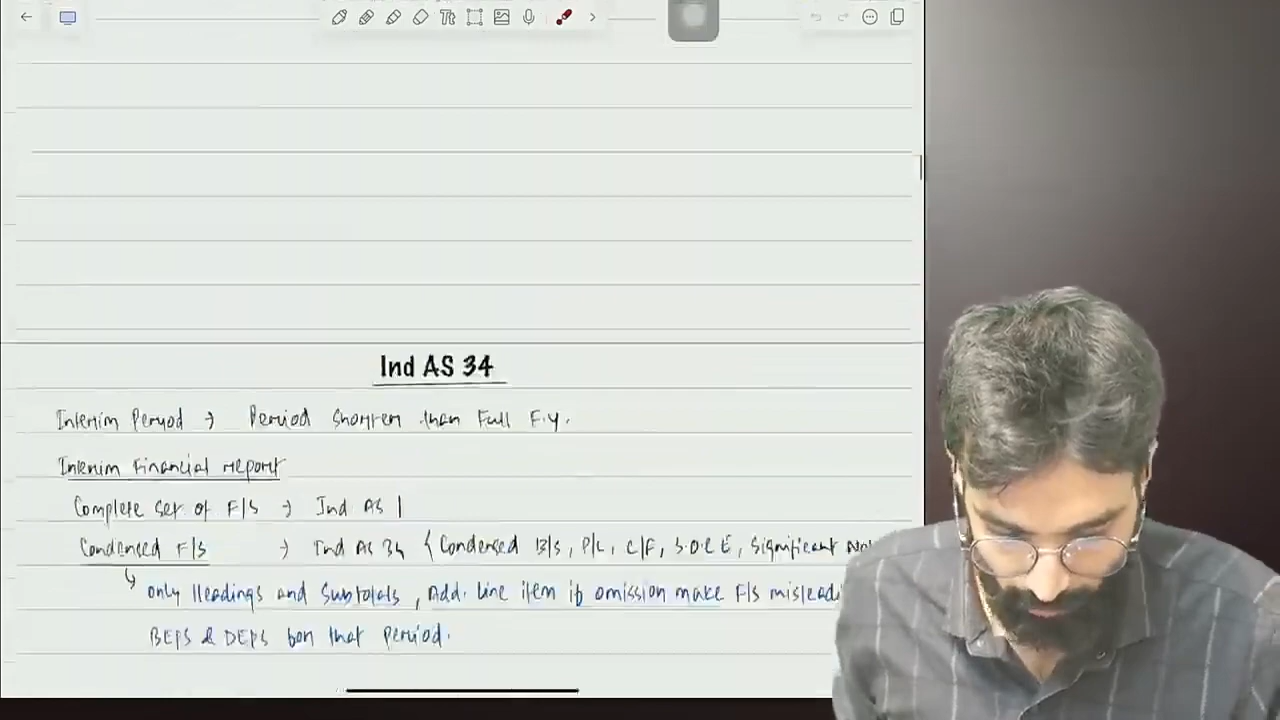 Ind AS 34
Interim Period → Period shorter than Full F.Y.
Interim Financial report
Complete set of F/S → Ind AS 1
Condensed F/S → Ind AS 34 { Condensed B/S, P/L, C/F, S.O.C.E, Significant
↳ only Headings and Subtotals, Add. line item if omission make F/S
BEPS & DEPS for that period.